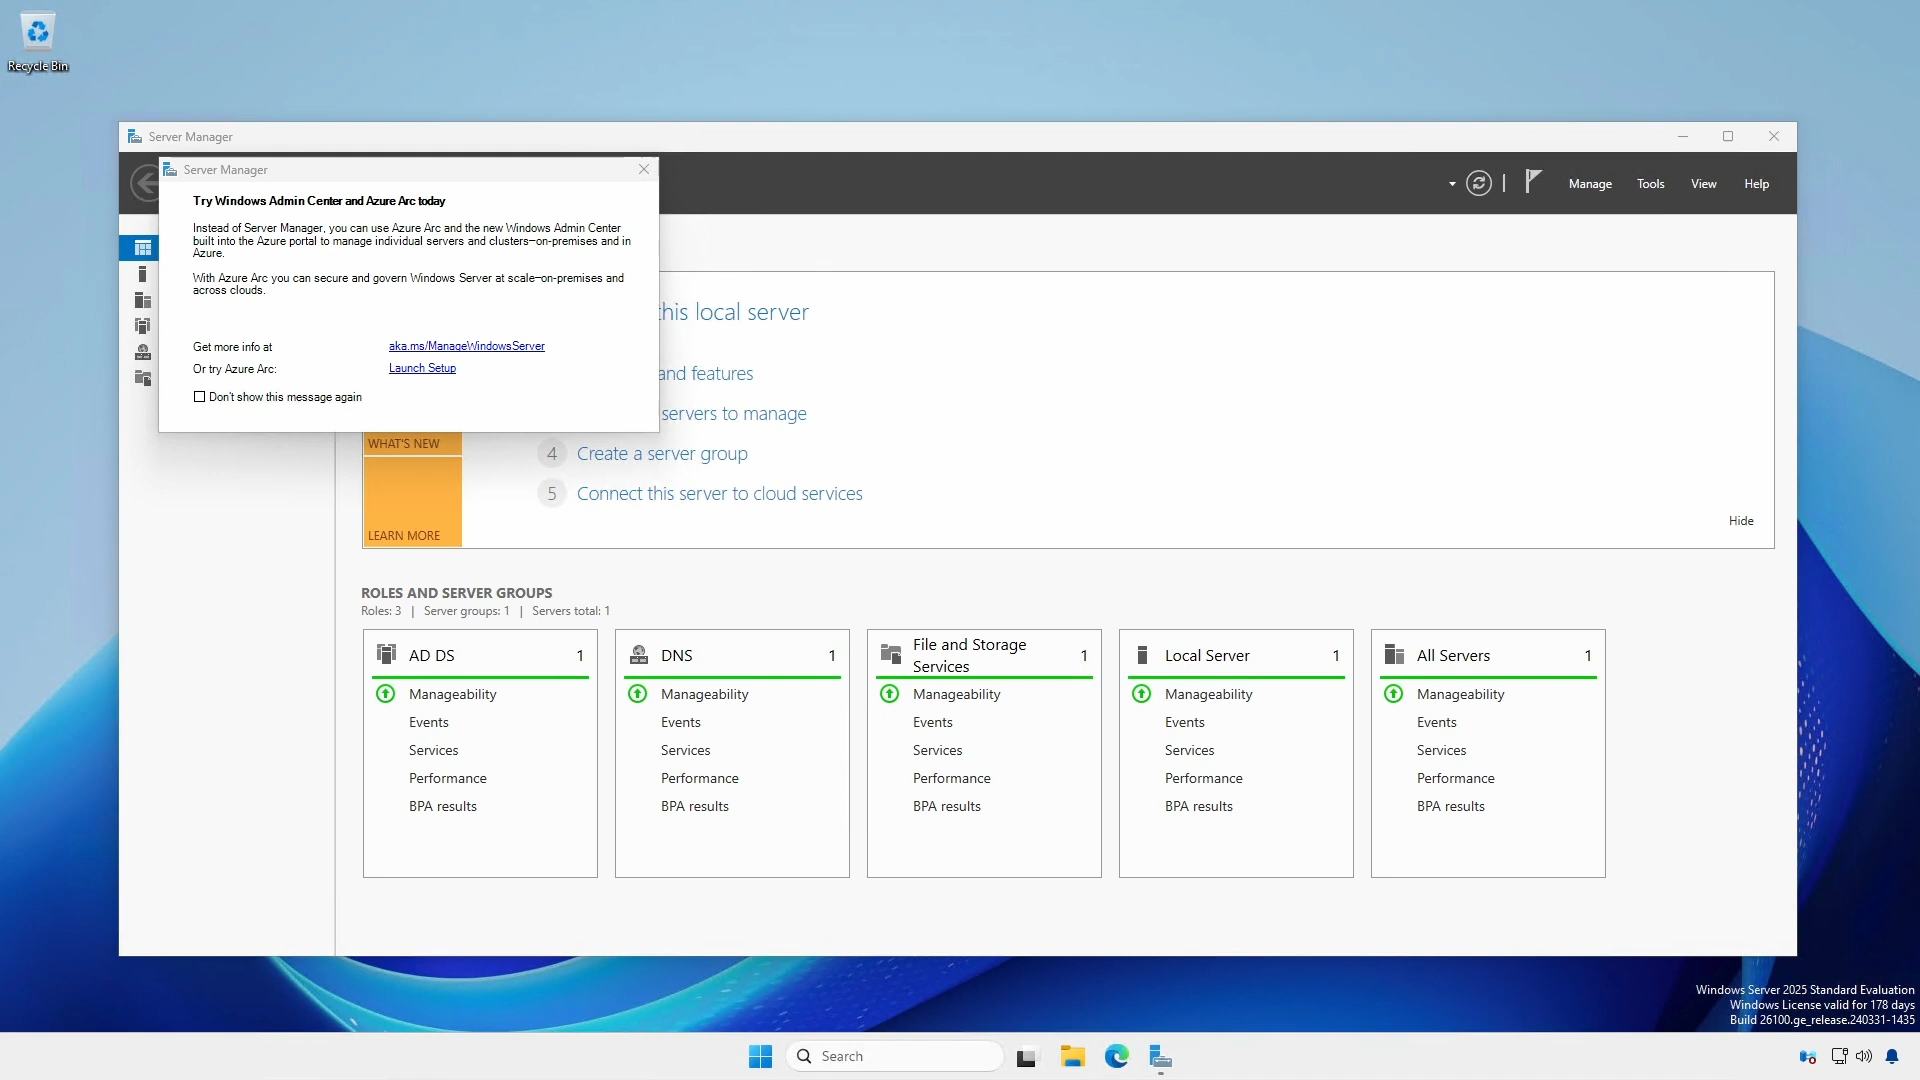 Recycle Bin
Server Manager
Manage
Tools
View
Help
Server Manager
Try Windows Admin Center and Azure Arc today
Instead of Server Manager, you can use Azure Arc and the new Windows Admin Center
built into the Azure portal to manage individual servers and clusters–on-premises and in
Azure.
With Azure Arc you can secure and govern Windows Server at scale–on-premises and
across clouds.
Get more info at
aka.ms/ManageWindowsServer
Or try Azure Arc:
Launch Setup
Don't show this message again
this local server
and features
servers to manage
WHAT'S NEW
4 Create a server group
5 Connect this server to cloud services
Hide
LEARN MORE
ROLES AND SERVER GROUPS
Roles: 3 | Server groups: 1 | Servers total: 1
AD DS 1
Manageability
Events
Services
Performance
BPA results
DNS 1
Manageability
Events
Services
Performance
BPA results
File and Storage
Services 1
Manageability
Events
Services
Performance
BPA results
Local Server 1
Manageability
Events
Services
Performance
BPA results
All Servers 1
Manageability
Events
Services
Performance
BPA results
Windows Server 2025 Standard Evaluation
Windows License valid for 178 days
Build 26100.ge_release.240331-1435
Search